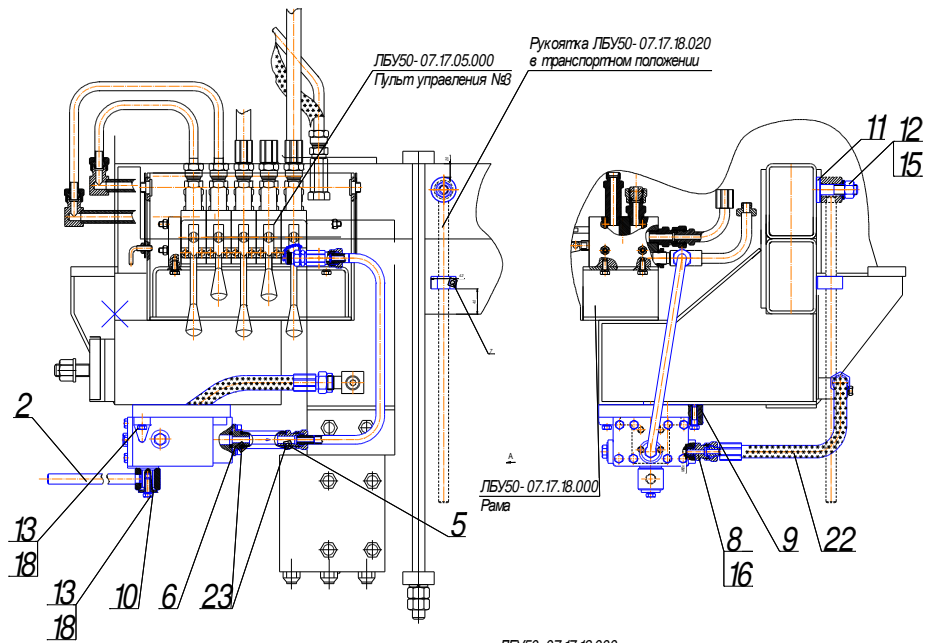 ЛБУ50-07.17.05.000
Пульт управления №3
Рукоятка ЛБУ50-07.17.18.020
в транспортном положении
11
12
15
2
13
18
13
18
10
6
23
5
А
ЛБУ50-07.17.18.000
Рама
8
16
9
22